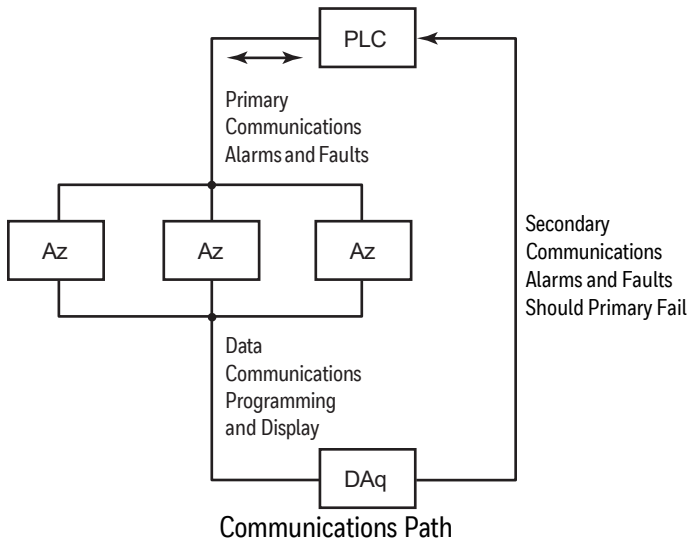 PLC
Primary
Communications
Alarms and Faults
Az
Az
Az
Secondary
Communications
Alarms and Faults
Should Primary Fail
Data
Communications
Programming
and Display
DAq
Communications Path